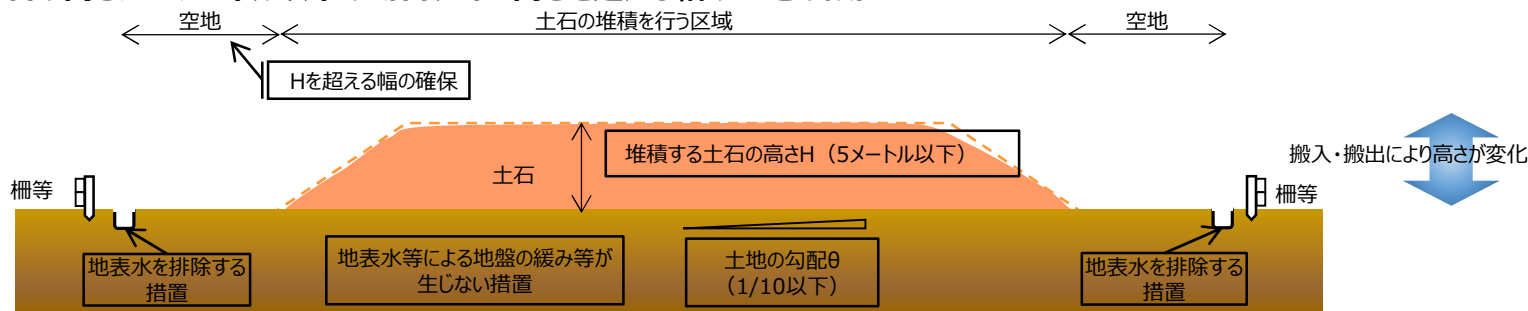 空地
土石の堆積を行う区域
空地
Hを超える幅の確保
堆積する土石の高さH（5メートル以下）
搬入・搬出により高さが変化
土石
柵等
柵等
地表水を排除する
措置
地表水等による地盤の緩み等が
生じない措置
土地の勾配θ
（1/10以下）
地表水を排除する
措置